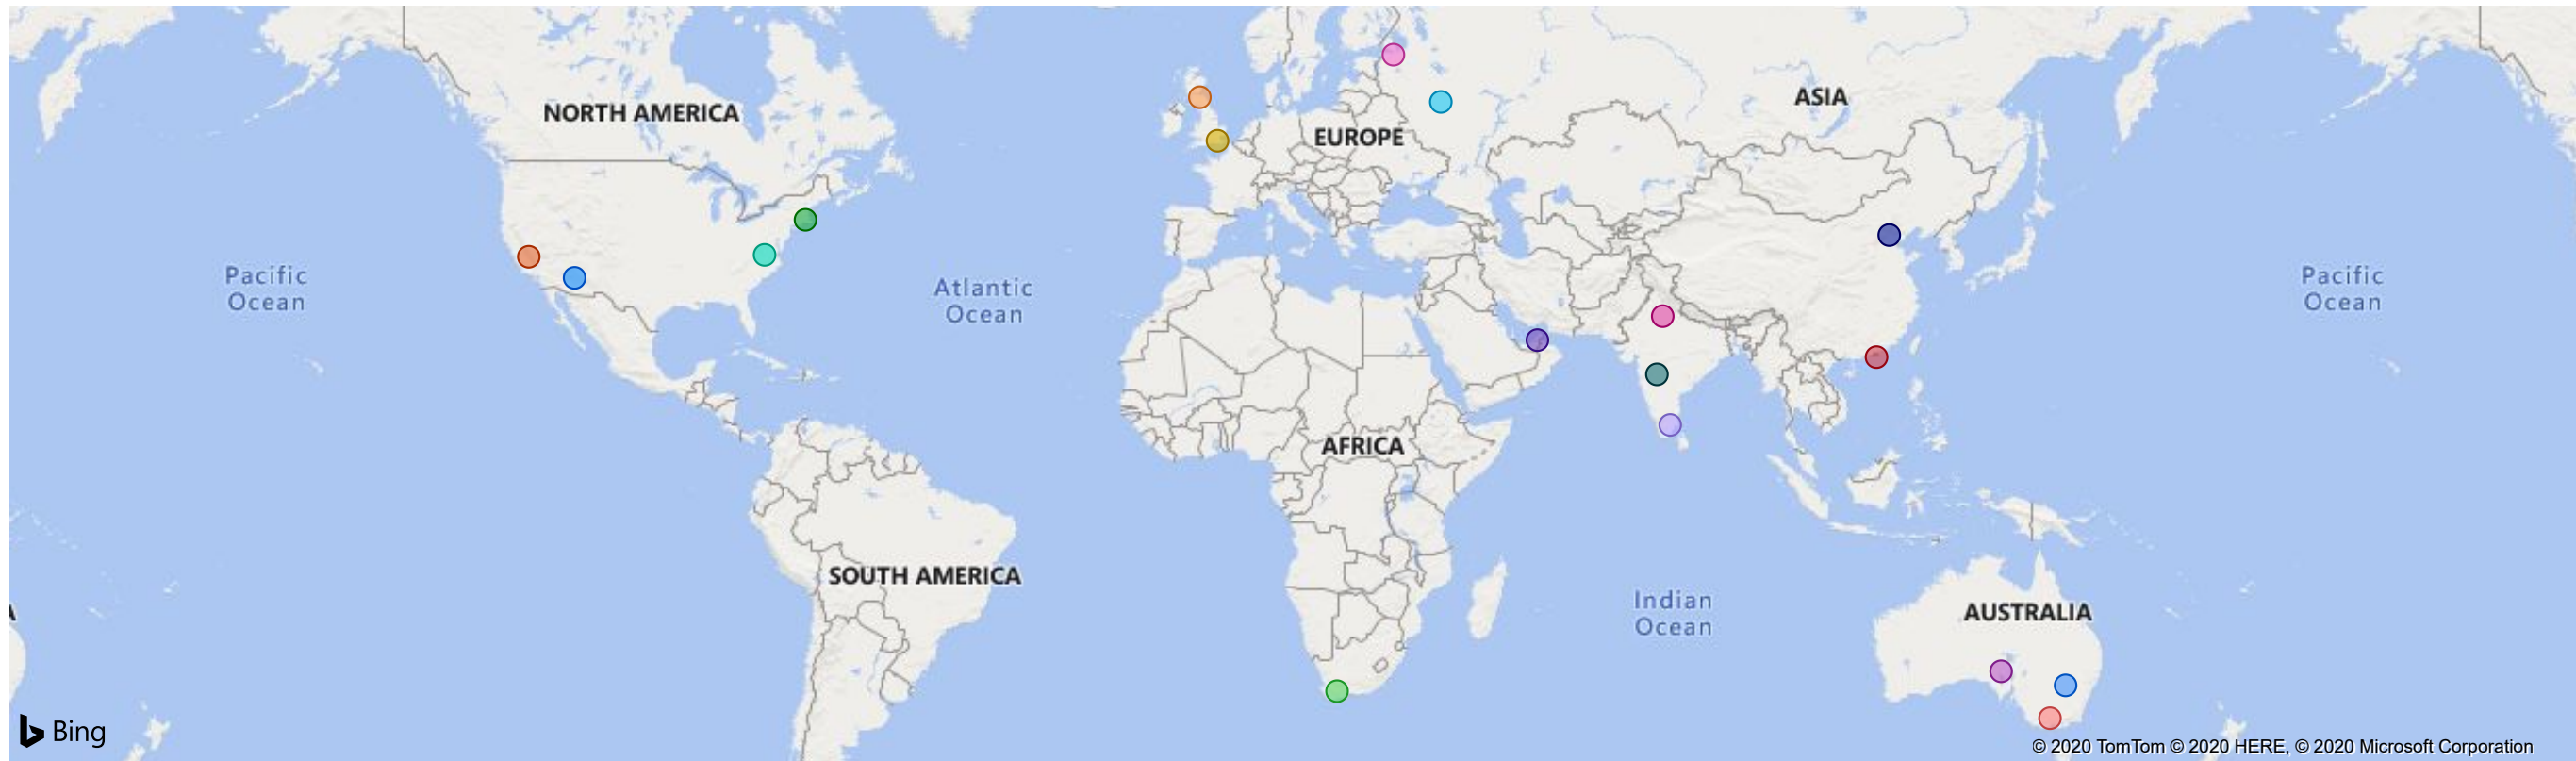 NORTH AMERICA
ASIA
EUROPE
Pacific
Ocean
Atlantic
Ocean
Pacific
Ocean
AFRICA
SOUTH AMERICA
Indian
Ocean
AUSTRALIA
A
Bing
© 2020 TomTom © 2020 HERE, © 2020 Microsoft Corporation